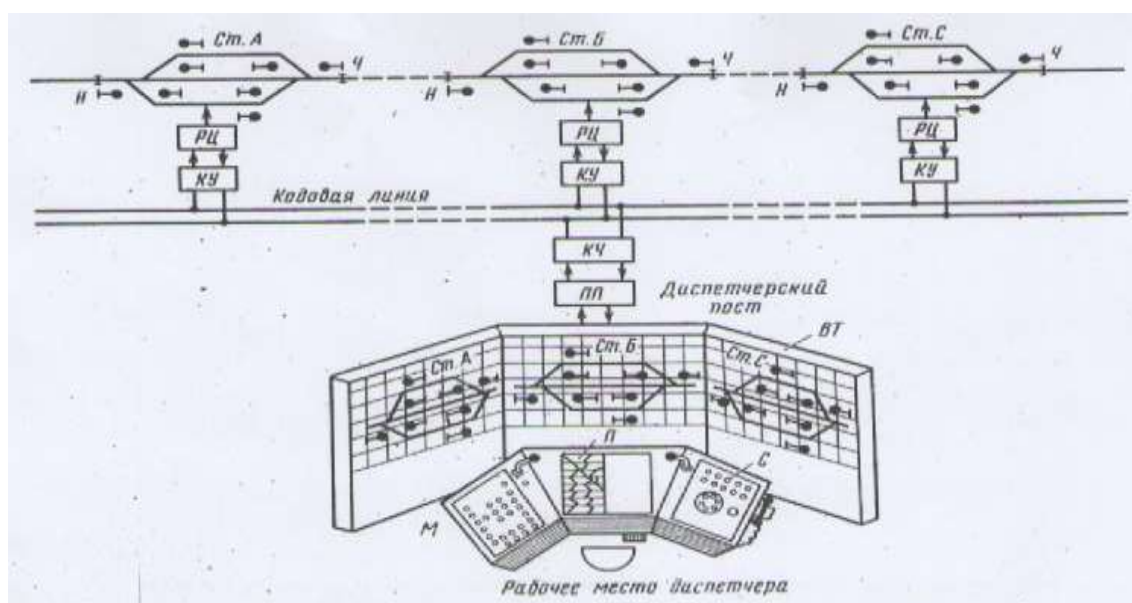 Ст. А
Ст. Б
Ст. С
Н
Ч
Н
Ч
Н
Ч
РЦ
РЦ
РЦ
КУ
КУ
КУ
Кодовая линия
КЧ
ПП
Диспетчерский
пост
ВТ
Ст. А
Ст. Б
Ст. С
П
С
М
Рабочее место диспетчера